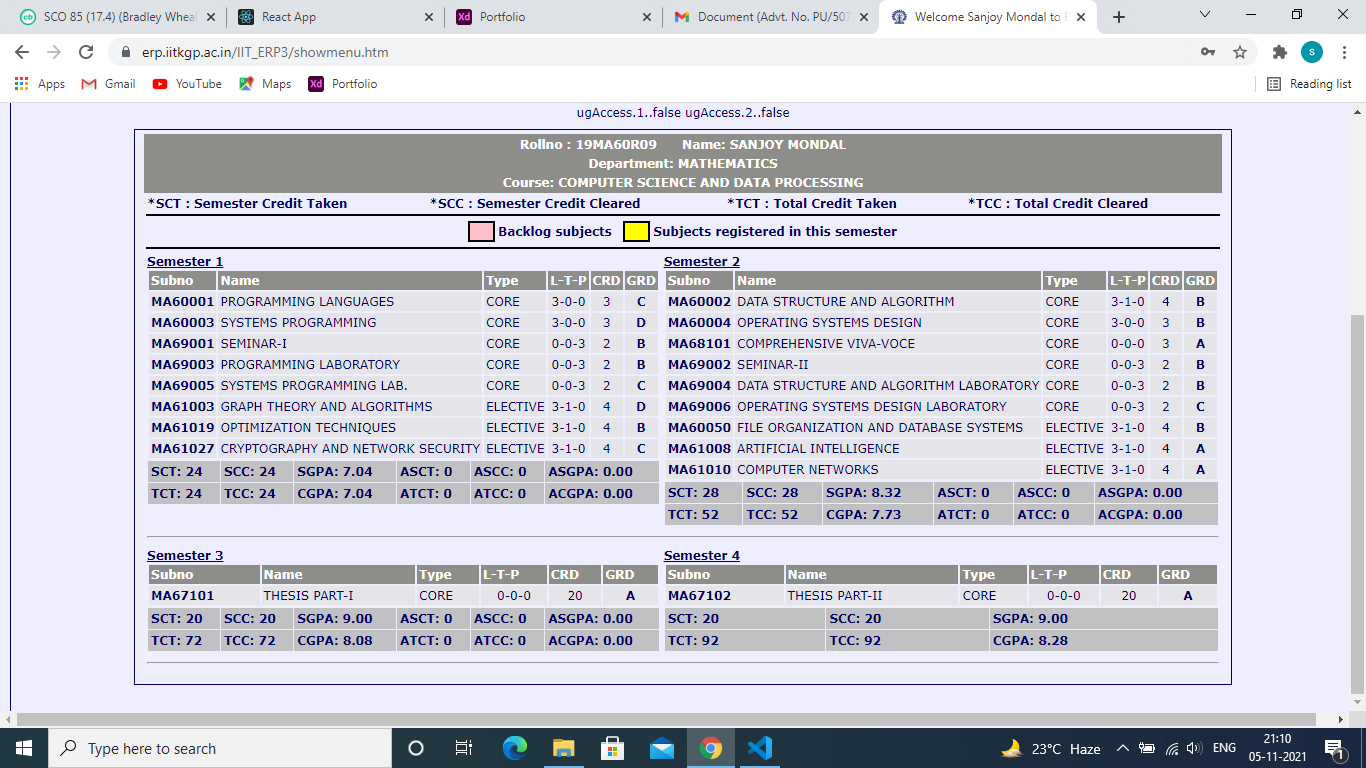 SCO 85 (17.4) (Bradley Wheal
React App
Portfolio
Document (Advt. No. PU/507
Welcome Sanjoy Mondal to
erp.iitkgp.ac.in/IIT_ERP3/showmenu.htm
S
Apps Gmail YouTube Maps Xd Portfolio Reading list
ugAccess.1..false ugAccess.2..false
Rollno : 19MA60R09 Name: SANJOY MONDAL
Department: MATHEMATICS
Course: COMPUTER SCIENCE AND DATA PROCESSING
*SCT : Semester Credit Taken *SCC : Semester Credit Cleared *TCT : Total Credit Taken *TCC : Total Credit Cleared
Backlog subjects Subjects registered in this semester
Semester 1
Subno Name Type L-T-P CRD GRD
MA60001 PROGRAMMING LANGUAGES CORE 3-0-0 3 C
MA60003 SYSTEMS PROGRAMMING CORE 3-0-0 3 D
MA69001 SEMINAR-I CORE 0-0-3 2 B
MA69003 PROGRAMMING LABORATORY CORE 0-0-3 2 B
MA69005 SYSTEMS PROGRAMMING LAB. CORE 0-0-3 2 C
MA61003 GRAPH THEORY AND ALGORITHMS ELECTIVE 3-1-0 4 D
MA61019 OPTIMIZATION TECHNIQUES ELECTIVE 3-1-0 4 B
MA61027 CRYPTOGRAPHY AND NETWORK SECURITY ELECTIVE 3-1-0 4 C
SCT: 24 SCC: 24 SGPA: 7.04 ASCT: 0 ASCC: 0 ASGPA: 0.00
TCT: 24 TCC: 24 CGPA: 7.04 ATCT: 0 ATCC: 0 ACGPA: 0.00
Semester 2
Subno Name Type L-T-P CRD GRD
MA60002 DATA STRUCTURE AND ALGORITHM CORE 3-1-0 4 B
MA60004 OPERATING SYSTEMS DESIGN CORE 3-0-0 3 B
MA68101 COMPREHENSIVE VIVA-VOCE CORE 0-0-0 3 A
MA69002 SEMINAR-II CORE 0-0-3 2 B
MA69004 DATA STRUCTURE AND ALGORITHM LABORATORY CORE 0-0-3 2 B
MA69006 OPERATING SYSTEMS DESIGN LABORATORY CORE 0-0-3 2 C
MA60050 FILE ORGANIZATION AND DATABASE SYSTEMS ELECTIVE 3-1-0 4 B
MA61008 ARTIFICIAL INTELLIGENCE ELECTIVE 3-1-0 4 A
MA61010 COMPUTER NETWORKS ELECTIVE 3-1-0 4 A
SCT: 28 SCC: 28 SGPA: 8.32 ASCT: 0 ASCC: 0 ASGPA: 0.00
TCT: 52 TCC: 52 CGPA: 7.73 ATCT: 0 ATCC: 0 ACGPA: 0.00
Semester 3
Subno Name Type L-T-P CRD GRD
MA67101 THESIS PART-I CORE 0-0-0 20 A
SCT: 20 SCC: 20 SGPA: 9.00 ASCT: 0 ASCC: 0 ASGPA: 0.00
TCT: 72 TCC: 72 CGPA: 8.08 ATCT: 0 ATCC: 0 ACGPA: 0.00
Semester 4
Subno Name Type L-T-P CRD GRD
MA67102 THESIS PART-II CORE 0-0-0 20 A
SCT: 20 SCC: 20 SGPA: 9.00
TCT: 92 TCC: 92 CGPA: 8.28
Type here to search
23°C Haze ENG
21:10
05-11-2021
1